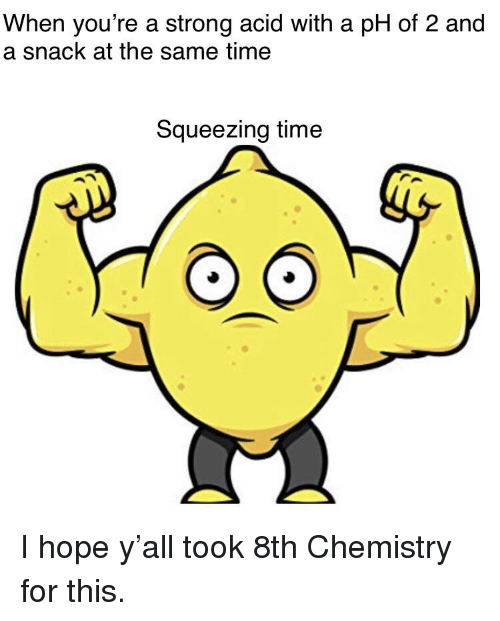 When you're a strong acid with a pH of 2 and
a snack at the same time
Squeezing time
I hope y'all took 8th Chemistry
for this.